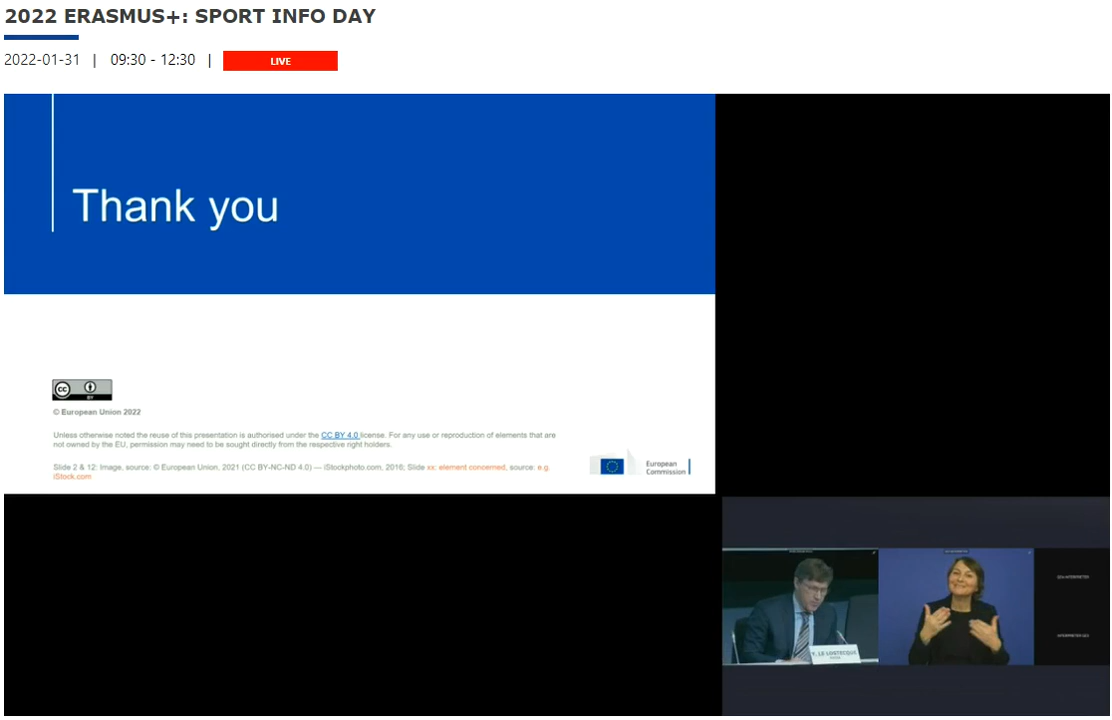 2022 ERASMUS+: SPORT INFO DAY
2022-01-31 | 09:30 - 12:30 | LIVE
Thank you
cc BY
© European Union 2022
Unless otherwise noted the reuse of this presentation is authorised under the CC BY 4.0 license. For any use or reproduction of elements that are
not owned by the EU, permission may need to be sought directly from the respective right holders.
Slide 2 & 12: Image, source: © European Union, 2021 (CC BY-NC-ND 4.0) — iStockphoto.com, 2016; Slide xx: element concerned, source: e.g.
iStock.com
European
Commission
Y. LE LOSTECQUE